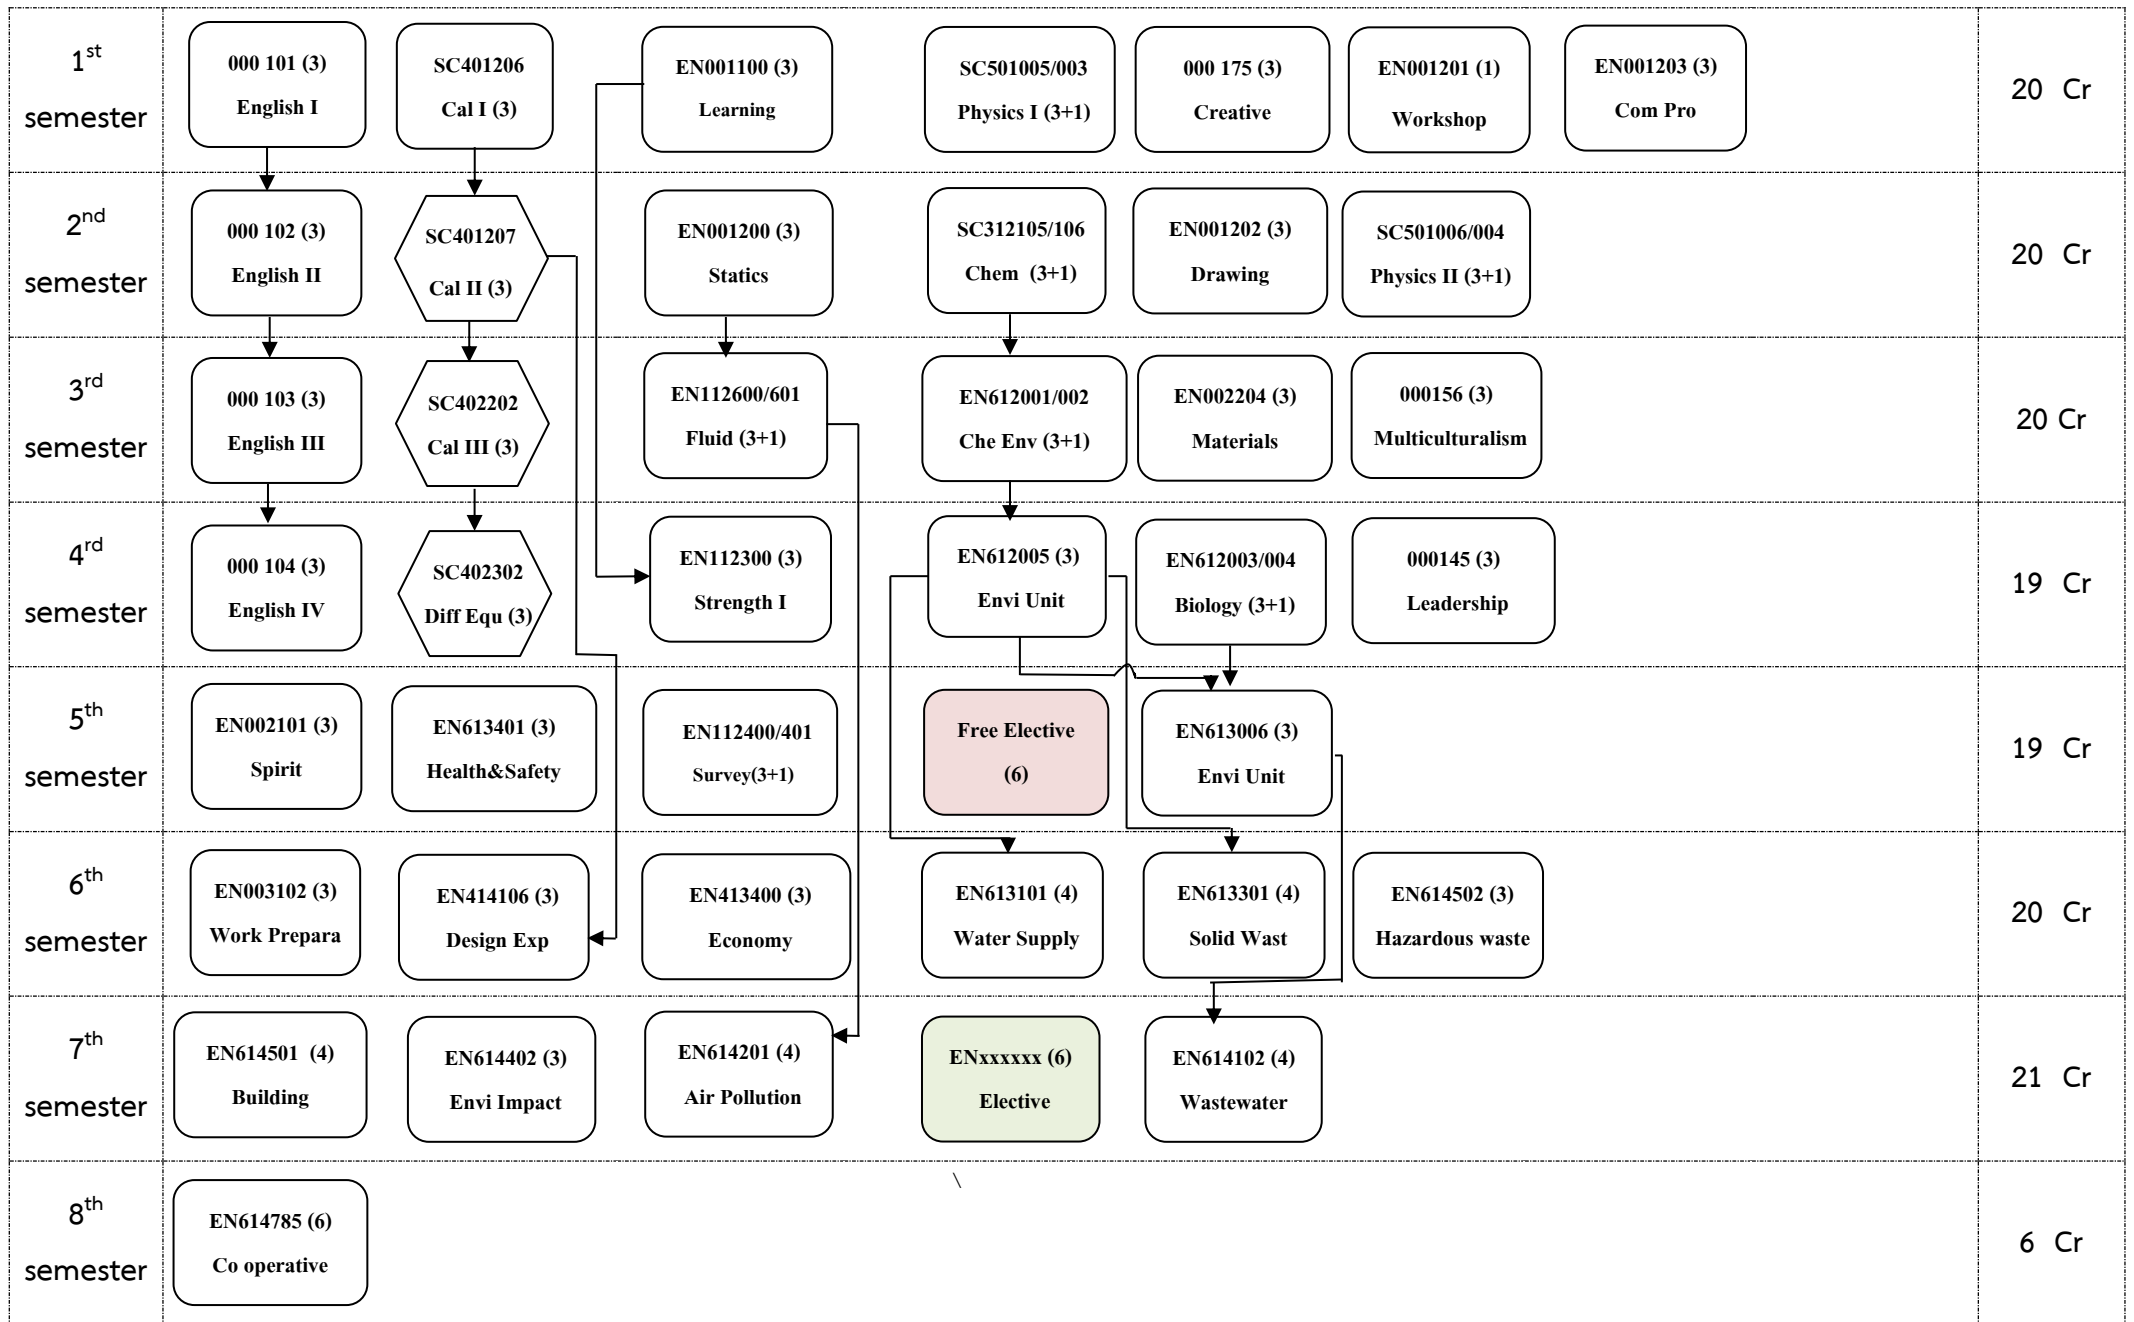 1st
semester
000 101 (3)
English I
SC401206
Cal I (3)
EN001100 (3)
Learning
SC501005/003
Physics I (3+1)
000 175 (3)
Creative
EN001201 (1)
Workshop
EN001203 (3)
Com Pro
20 Cr
2nd
semester
000 102 (3)
English II
SC401207
Cal II (3)
EN001200 (3)
Statics
SC312105/106
Chem (3+1)
EN001202 (3)
Drawing
SC501006/004
Physics II (3+1)
20 Cr
3rd
semester
000 103 (3)
English III
SC402202
Cal III (3)
EN112600/601
Fluid (3+1)
EN612001/002
Che Env (3+1)
EN002204 (3)
Materials
000156 (3)
Multiculturalism
20 Cr
4rd
semester
000 104 (3)
English IV
SC402302
Diff Equ (3)
EN112300 (3)
Strength I
EN612005 (3)
Envi Unit
EN612003/004
Biology (3+1)
000145 (3)
Leadership
19 Cr
5th
semester
EN002101 (3)
Spirit
EN613401 (3)
Health&Safety
EN112400/401
Survey(3+1)
Free Elective
(6)
EN613006 (3)
Envi Unit
19 Cr
6th
semester
EN003102 (3)
Work Prepara
EN414106 (3)
Design Exp
EN413400 (3)
Economy
EN613101 (4)
Water Supply
EN613301 (4)
Solid Wast
EN614502 (3)
Hazardous waste
20 Cr
7th
semester
EN614501 (4)
Building
EN614402 (3)
Envi Impact
EN614201 (4)
Air Pollution
ENxxxxxx (6)
Elective
EN614102 (4)
Wastewater
21 Cr
\
8th
semester
EN614785 (6)
Co operative
6 Cr